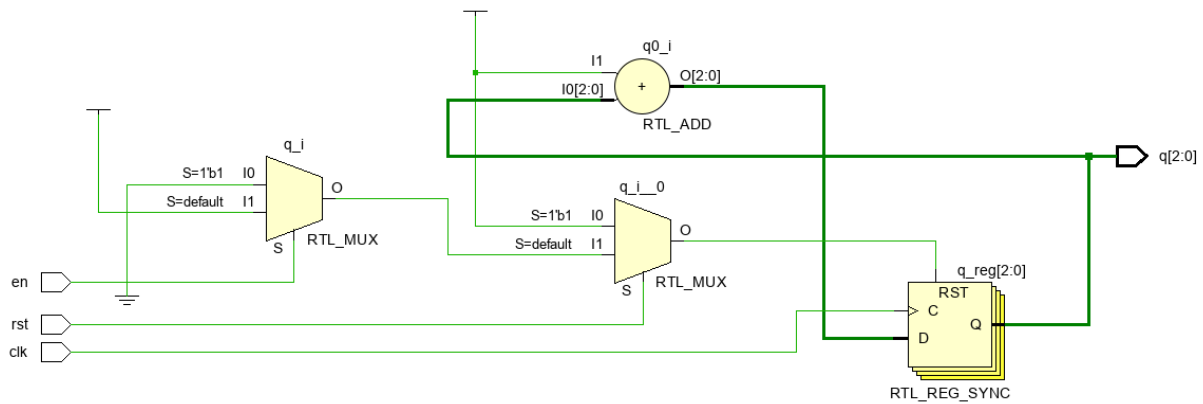 q0_i
I1
I0[2:0]
+
O[2:0]
RTL_ADD
q_i
S=1'b1
I0
S=default
I1
O
S
RTL_MUX
q_i__0
S=1'b1
I0
S=default
I1
O
S
RTL_MUX
q[2:0]
en
rst
clk
q_reg[2:0]
RST
C
Q
D
RTL_REG_SYNC